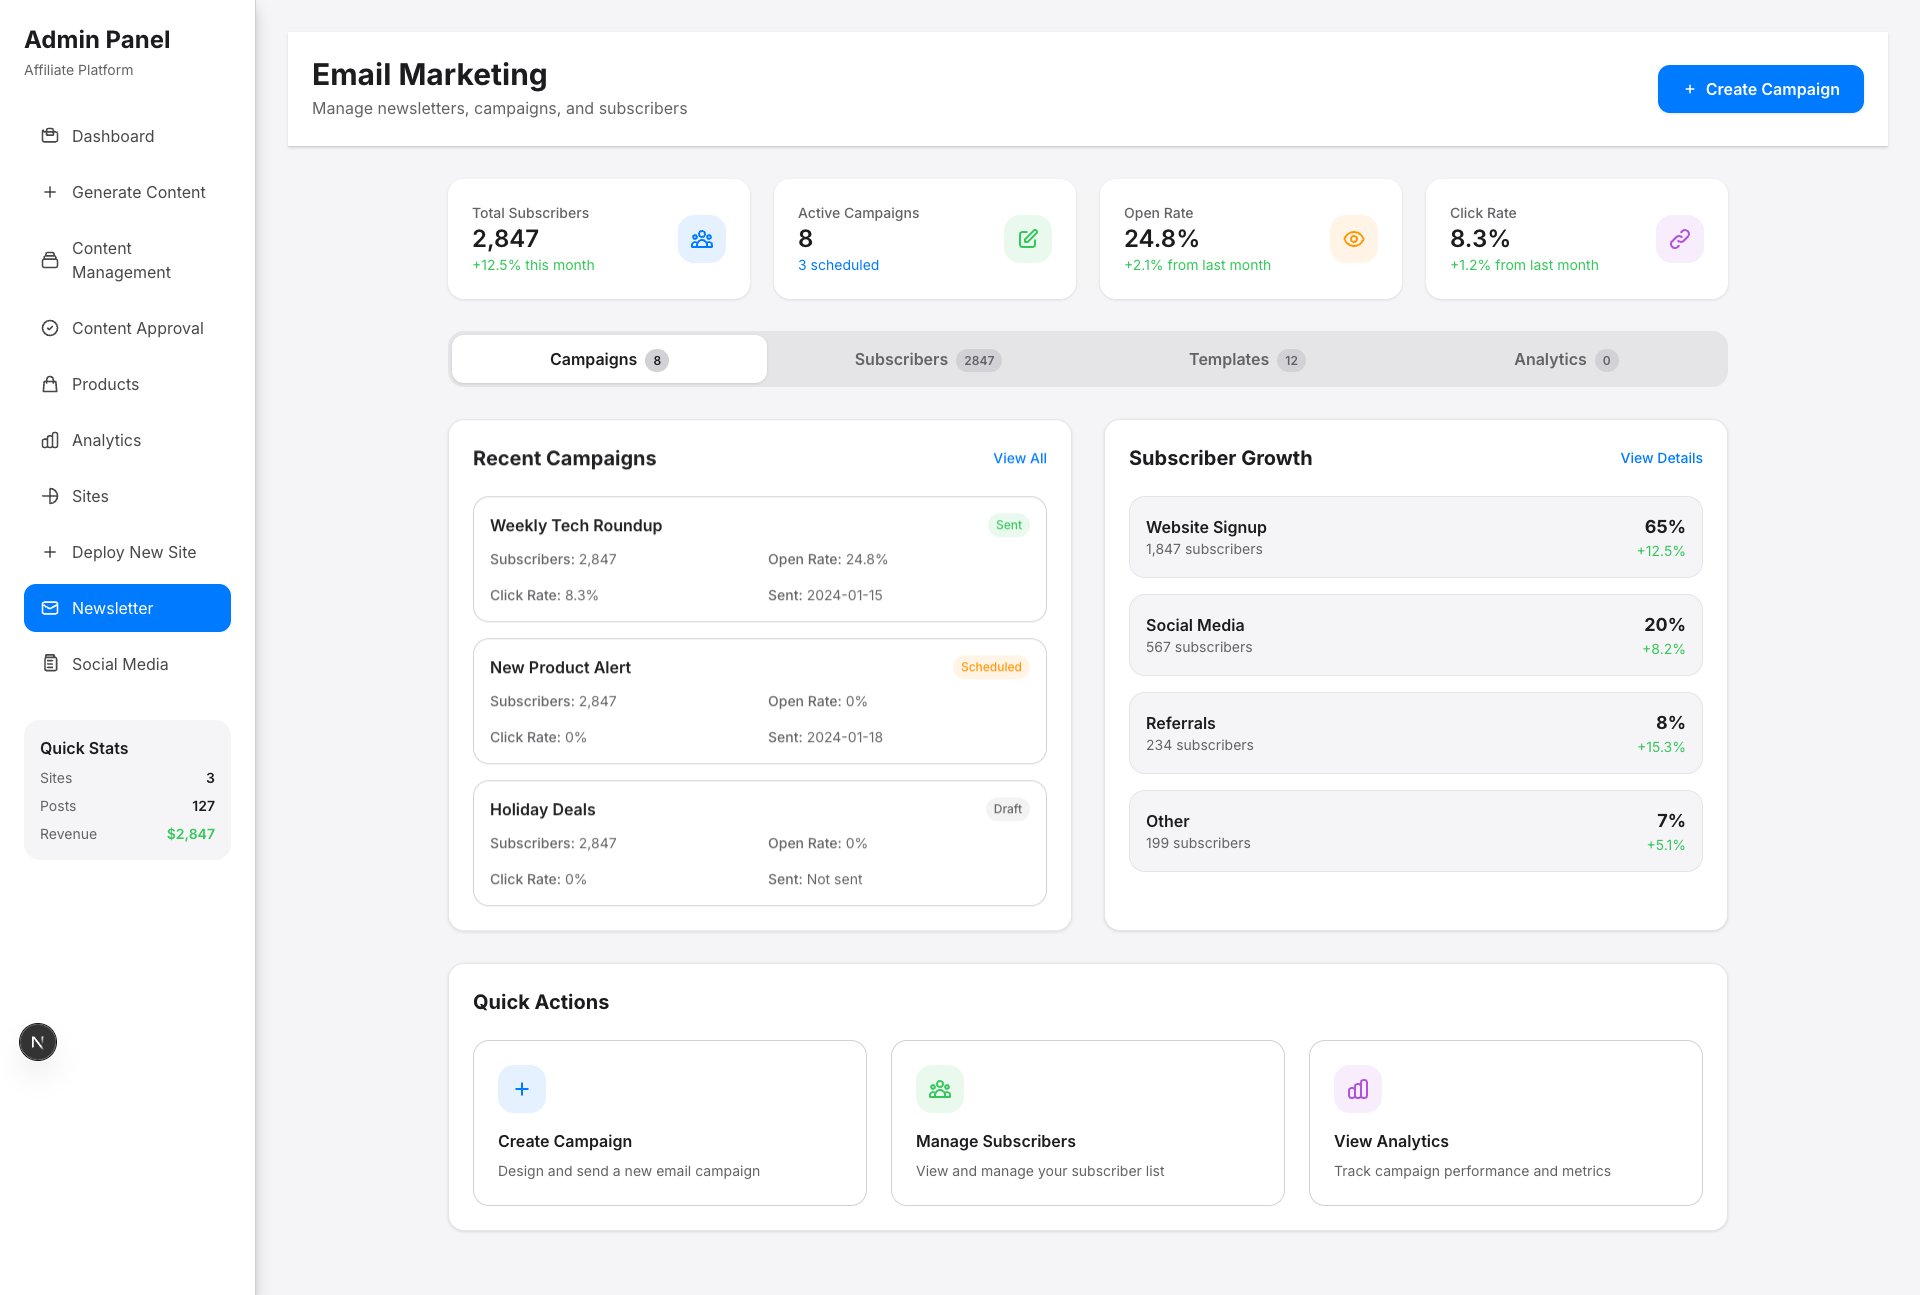 Admin Panel
Affiliate Platform
Dashboard
Generate Content
Content
Management
Content Approval
Products
Analytics
Sites
Deploy New Site
Newsletter
Social Media
Quick Stats
Sites 3
Posts 127
Revenue $2,847
N
Email Marketing
Manage newsletters, campaigns, and subscribers
+ Create Campaign
Total Subscribers
2,847
+12.5% this month
Active Campaigns
8
3 scheduled
Open Rate
24.8%
+2.1% from last month
Click Rate
8.3%
+1.2% from last month
Campaigns 8
Subscribers 2847
Templates 12
Analytics 0
Recent Campaigns View All
Weekly Tech Roundup Sent
Subscribers: 2,847 Open Rate: 24.8%
Click Rate: 8.3% Sent: 2024-01-15
New Product Alert Scheduled
Subscribers: 2,847 Open Rate: 0%
Click Rate: 0% Sent: 2024-01-18
Holiday Deals Draft
Subscribers: 2,847 Open Rate: 0%
Click Rate: 0% Sent: Not sent
Subscriber Growth View Details
Website Signup 65%
1,847 subscribers +12.5%
Social Media 20%
567 subscribers +8.2%
Referrals 8%
234 subscribers +15.3%
Other 7%
199 subscribers +5.1%
Quick Actions
Create Campaign
Design and send a new email campaign
Manage Subscribers
View and manage your subscriber list
View Analytics
Track campaign performance and metrics